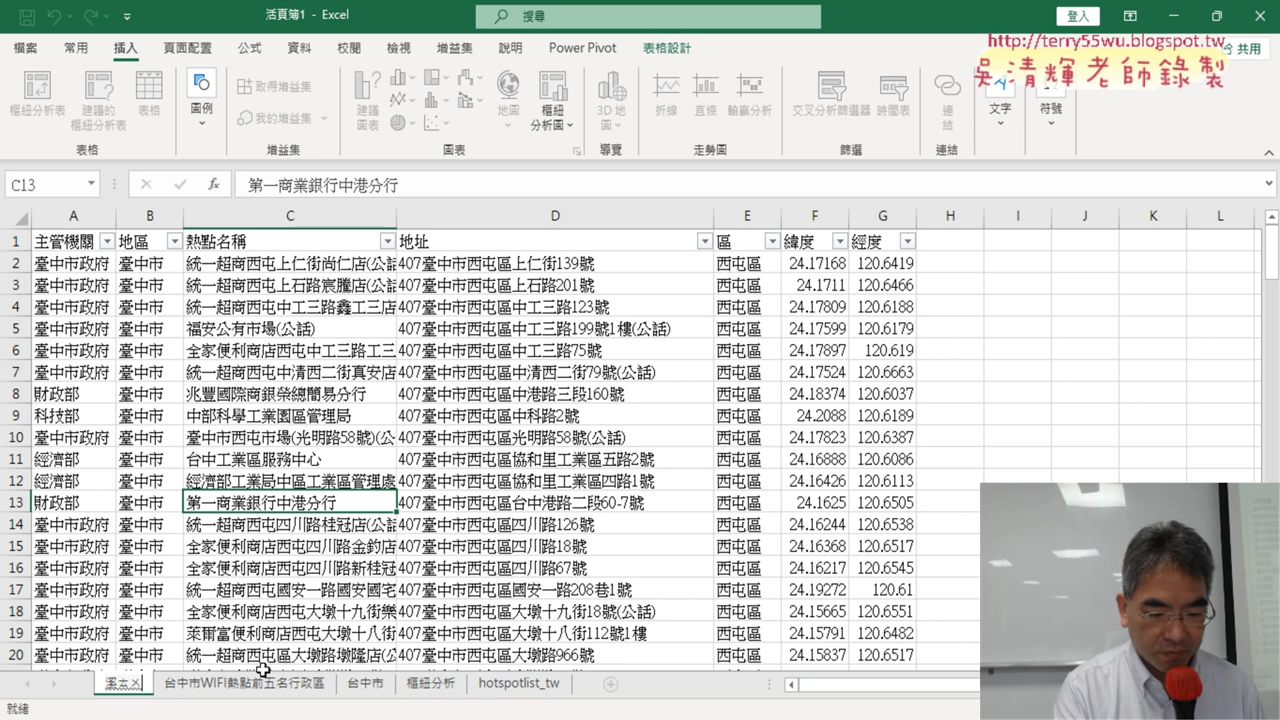 活頁簿1 - Excel
搜尋
登入
http://terry55wu.blogspot.tw
吳清輝老師錄製
檔案 常用 插入 頁面配置 公式 資料 校閱 檢視 增益集 說明 Power Pivot 表格設計 共用
樞紐分析表
建議的
樞紐分析表
表格
圖例
取得增益集
我的增益集
建議
圖表
地圖
樞紐
分析圖
3D 地
圖
折線
直條
輸贏分析
交叉分析篩選器
時間表
連
結
文字
符號
表格 增益集 圖表 導覽 走勢圖 篩選 連結
C13 fx 第一商業銀行中港分行
A B C D E F G H I J K L
1 主管機關 地區 熱點名稱 地址 區 緯度 經度
2 臺中市政府 臺中市 統一超商西屯上仁街尚仁店(公話 407臺中市西屯區上仁街139號 西屯區 24.17168 120.6419
3 臺中市政府 臺中市 統一超商西屯上石路宸騰店(公話 407臺中市西屯區上石路201號 西屯區 24.1711 120.6466
4 臺中市政府 臺中市 統一超商西屯中工三路鑫工三店 407臺中市西屯區中工三路123號 西屯區 24.17809 120.6188
5 臺中市政府 臺中市 福安公有市場(公話) 407臺中市西屯區中工三路199號1樓(公話) 西屯區 24.17599 120.6179
6 臺中市政府 臺中市 全家便利商店西屯中工三路工三 407臺中市西屯區中工三路75號 西屯區 24.17897 120.619
7 臺中市政府 臺中市 統一超商西屯中清西二街真安店 407臺中市西屯區中清西二街79號(公話) 西屯區 24.17524 120.6663
8 財政部 臺中市 兆豐國際商銀榮總簡易分行 407臺中市西屯區中港路三段160號 西屯區 24.18374 120.6037
9 科技部 臺中市 中部科學工業園區管理局 407臺中市西屯區中科路2號 西屯區 24.2088 120.6189
10 臺中市政府 臺中市 臺中市西屯市場(光明路58號)(公 407臺中市西屯區光明路58號(公話) 西屯區 24.17823 120.6387
11 經濟部 臺中市 台中工業區服務中心 407臺中市西屯區協和里工業區五路2號 西屯區 24.16888 120.6086
12 經濟部 臺中市 經濟部工業局中區工業區管理處 407臺中市西屯區協和里工業區四路1號 西屯區 24.16426 120.6113
13 財政部 臺中市 第一商業銀行中港分行 407臺中市西屯區台中港路二段60-7號 西屯區 24.1625 120.6505
14 臺中市政府 臺中市 統一超商西屯四川路桂冠店(公話 407臺中市西屯區四川路126號 西屯區 24.16244 120.6538
15 臺中市政府 臺中市 全家便利商店西屯四川路金鈞店 407臺中市西屯區四川路18號 西屯區 24.16368 120.6517
16 臺中市政府 臺中市 全家便利商店西屯四川路新桂冠 407臺中市西屯區四川路67號 西屯區 24.16217 120.6545
17 臺中市政府 臺中市 統一超商西屯國安一路國安國宅 407臺中市西屯區國安一路208巷1號 西屯區 24.19272 120.61
18 臺中市政府 臺中市 全家便利商店西屯大墩十九街樂 407臺中市西屯區大墩十九街18號(公話) 西屯區 24.15665 120.6551
19 臺中市政府 臺中市 萊爾富便利商店西屯大墩十八街 407臺中市西屯區大墩十八街112號1樓 西屯區 24.15791 120.6482
20 臺中市政府 臺中市 統一超商西屯區大墩路墩隆店(公 407臺中市西屯區大墩路966號 西屯區 24.15837 120.6517
台中市WIFI熱點前五名行政區 台中市 樞紐分析 hotspotlist_tw
就緒